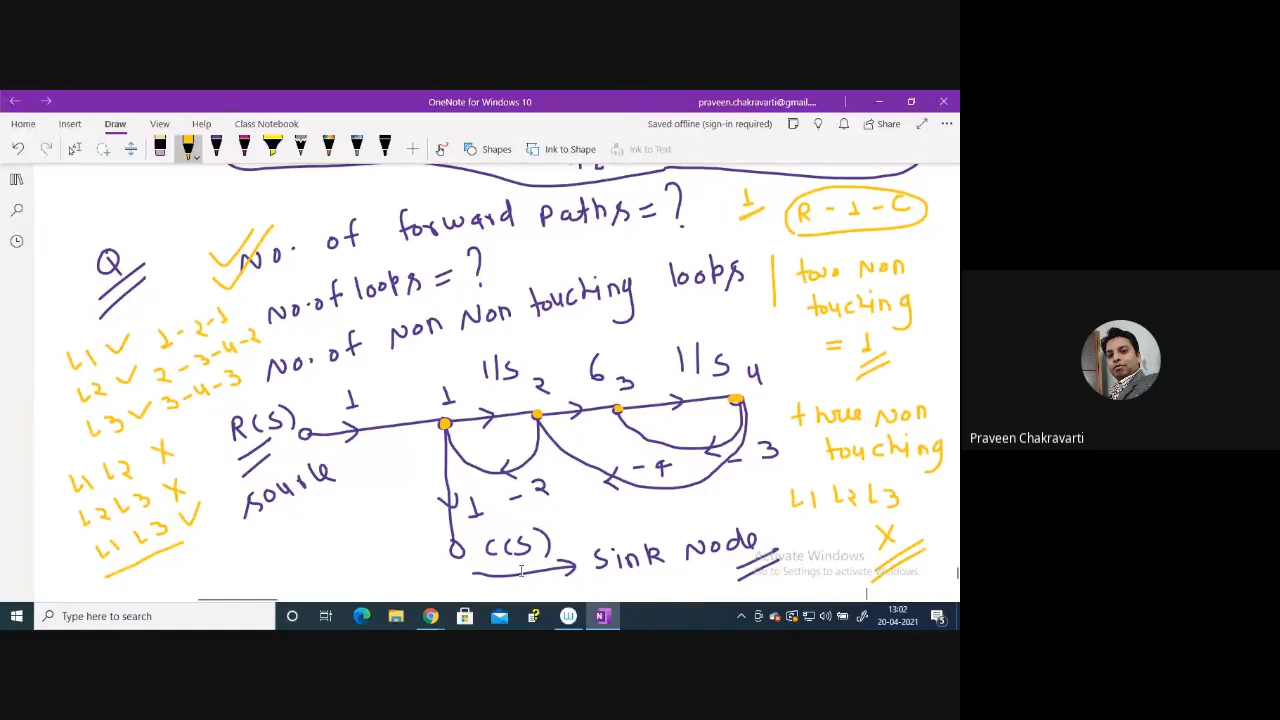 OneNote for Windows 10
praveen.chakravarti@gmail....
Home Insert Draw View Help Class Notebook
Saved offline (sign-in required)
Share
Shapes
Ink to Shape
Ink to Text
Q
No. of forward paths = ?
1
R - 1 - C
No. of loops = ?
No. of Non Non touching loops
two non
touching
= 1
three Non
touching
L1 L2 L3
X
L1 ✓ 1-2-1
L2 ✓ 2-3-4-2
L3 ✓ 3-4-3
L1 L2 X
L2 L3 X
L1 L3 ✓
R(S)
source
1
1
1/S
2
6
3
1/S
4
-2
-4
-3
1
C(S)
Sink Node
Activate Windows
Go to Settings to activate Windows.
Praveen Chakravarti
Type here to search
13:02
20-04-2021
5